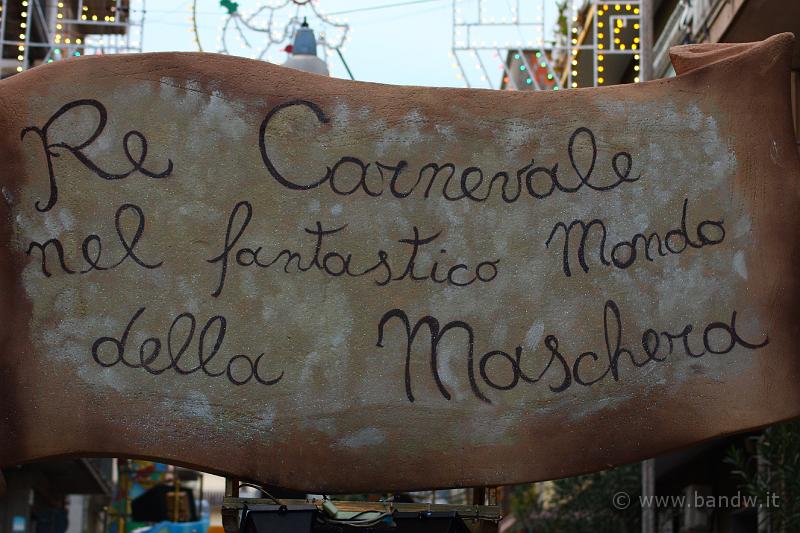 Re Carnevale
nel fantastico Mondo
della Maschera
© www.bandw.it